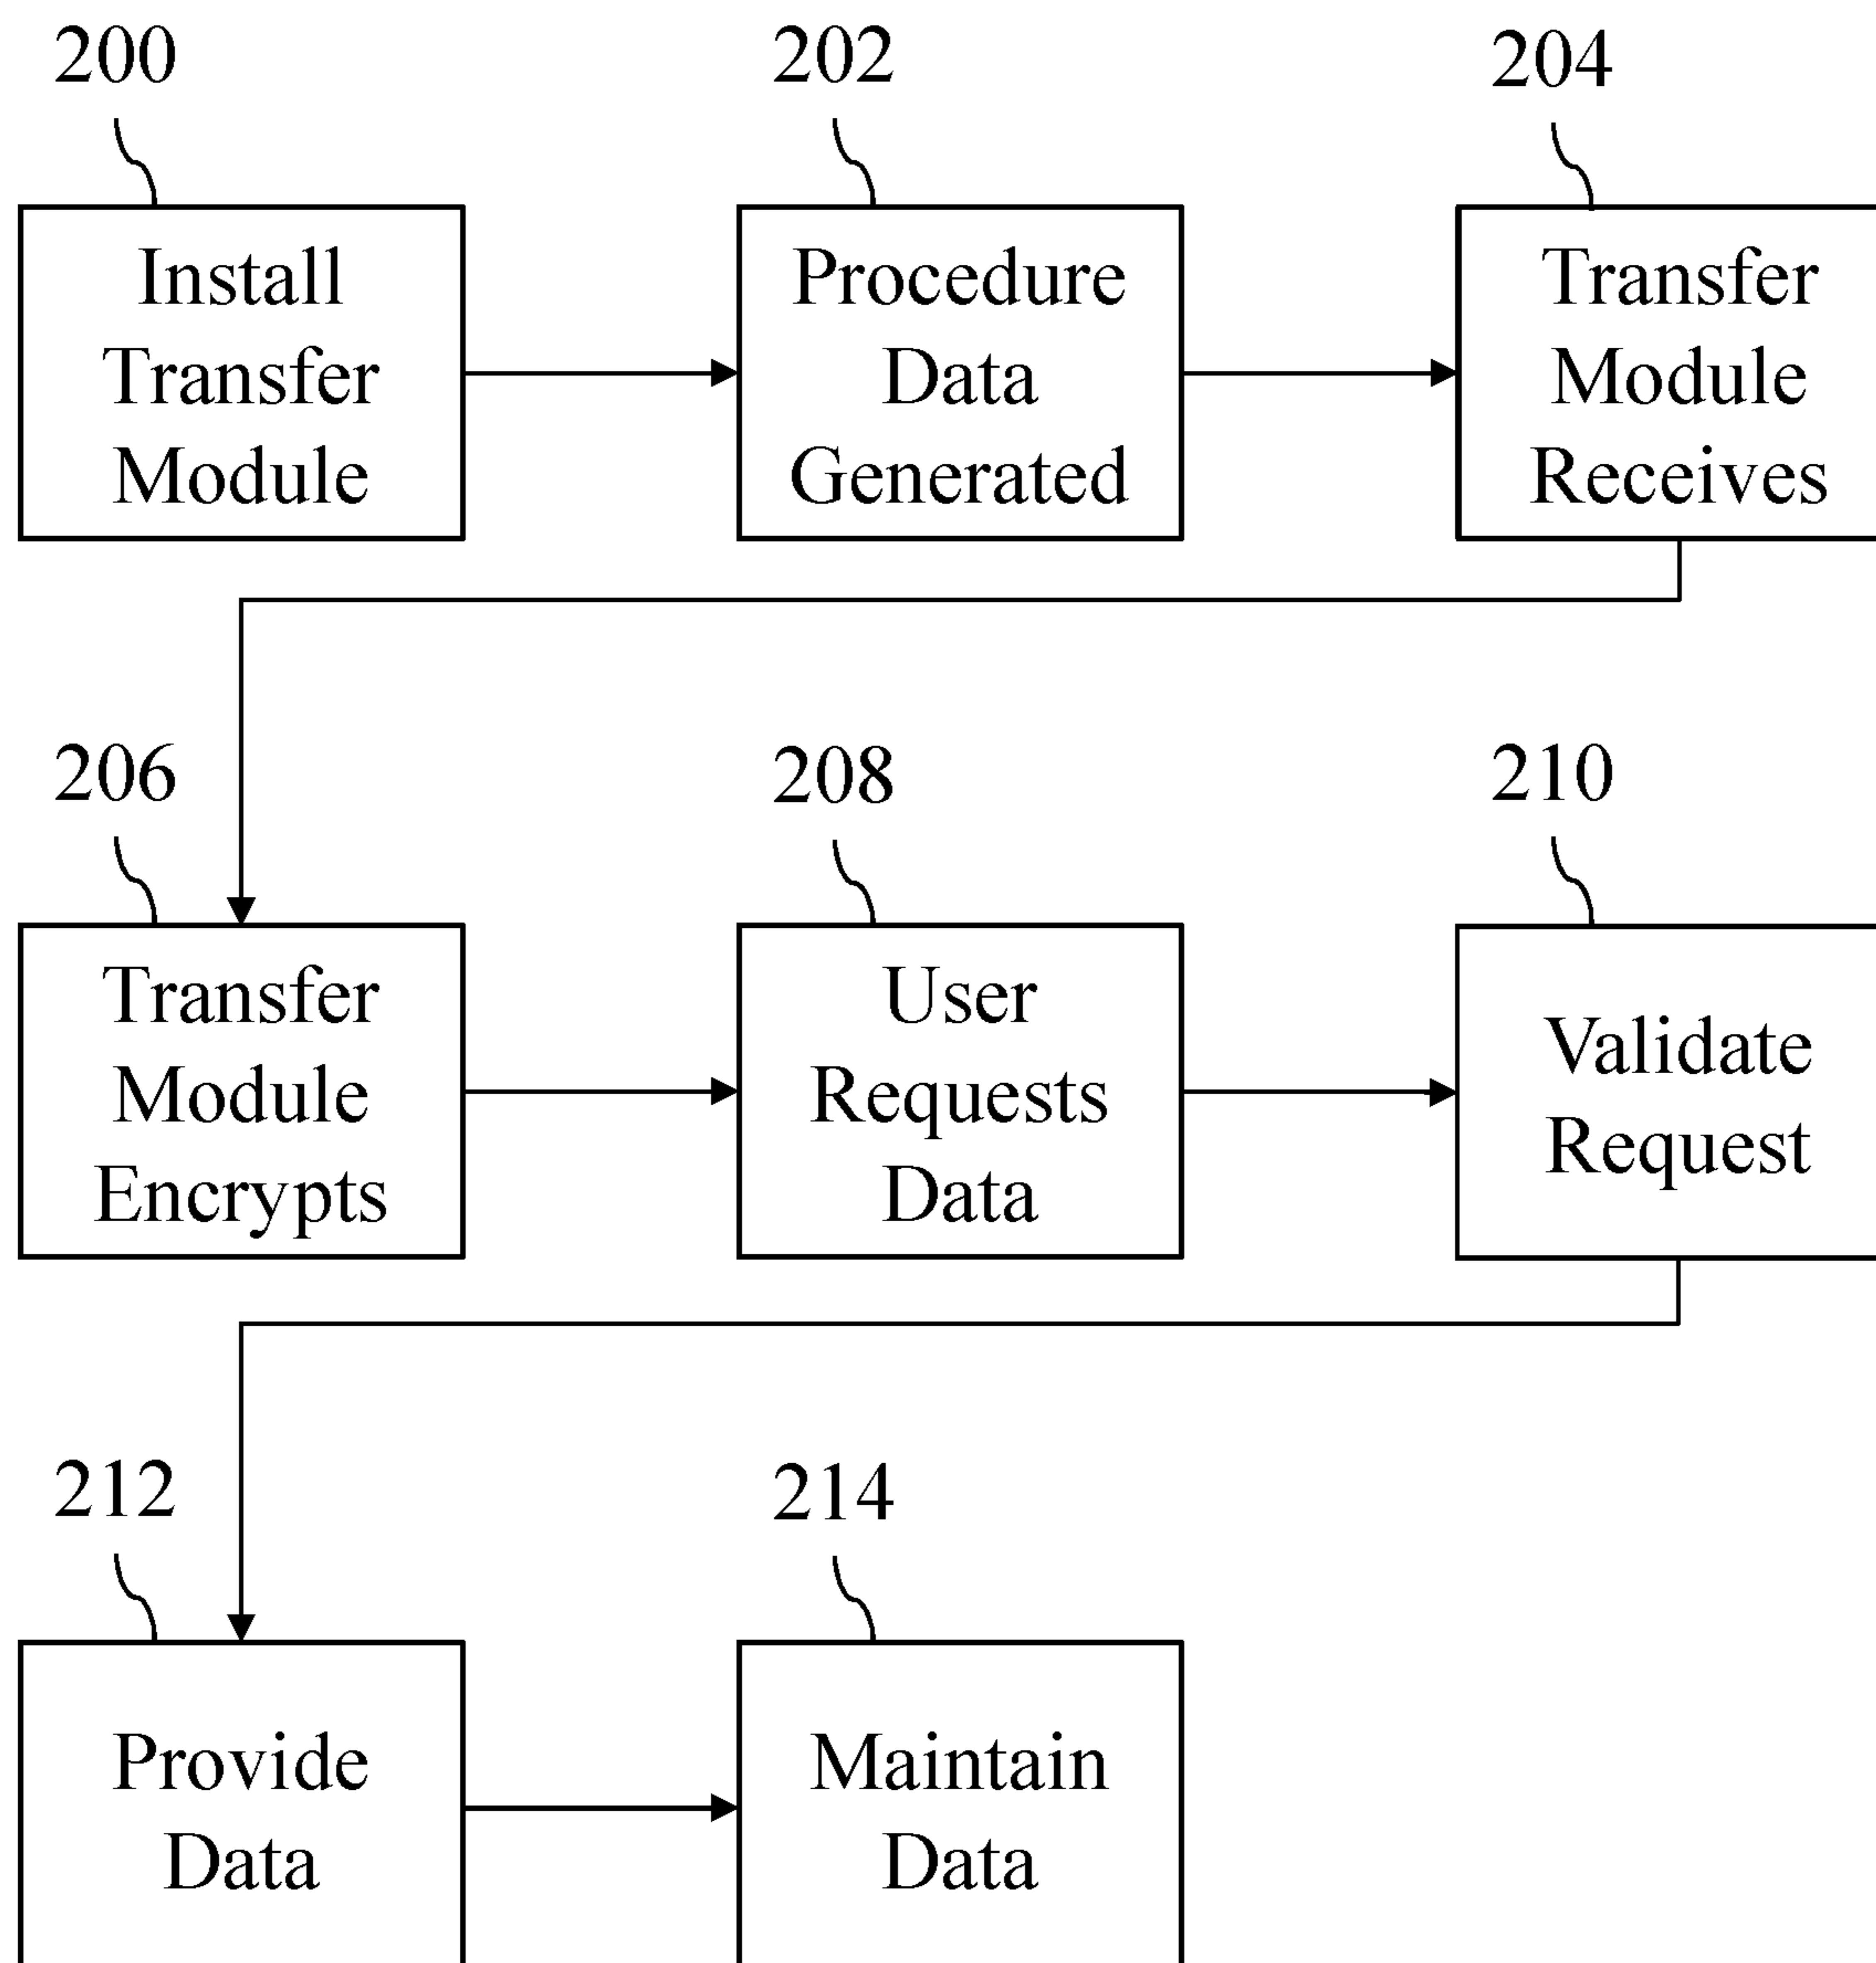 200
202
204
Install
Transfer
Module
Procedure
Data
Generated
Transfer
Module
Receives
206
208
210
Transfer
Module
Encrypts
User
Requests
Data
Validate
Request
212
214
Provide
Data
Maintain
Data